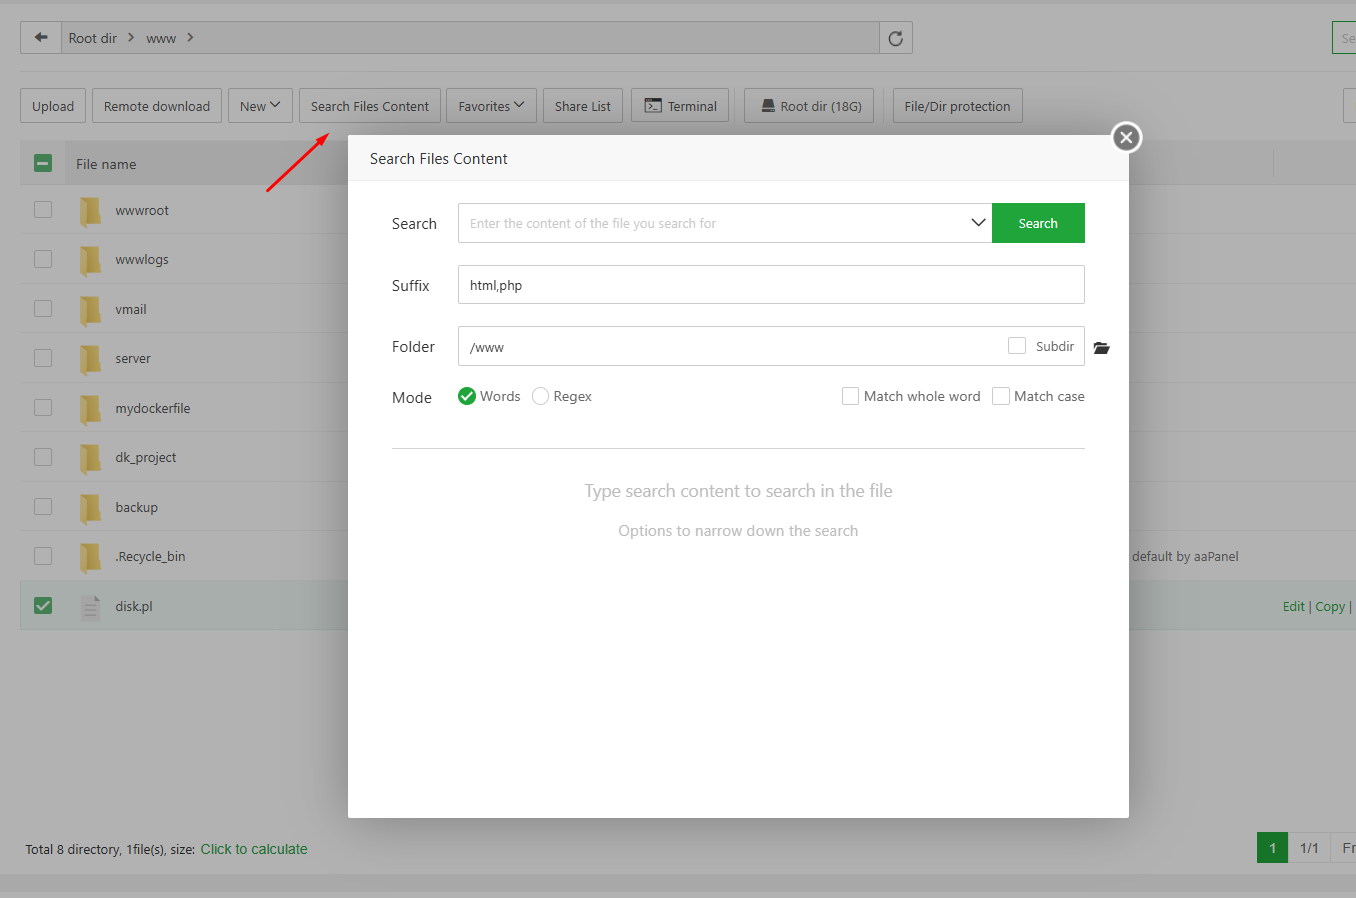 Root dir > www >
Se
Upload Remote download New Search Files Content Favorites Share List Terminal Root dir (18G) File/Dir protection
File name
wwwroot
wwwlogs
vmail
server
mydockerfile
dk_project
backup
.Recycle_bin
default by aaPanel
disk.pl
Edit | Copy |
Search Files Content
Search Enter the content of the file you search for Search
Suffix html,php
Folder /www Subdir
Mode Words Regex Match whole word Match case
Type search content to search in the file
Options to narrow down the search
Total 8 directory, 1file(s), size: Click to calculate
1 1/1 Fr